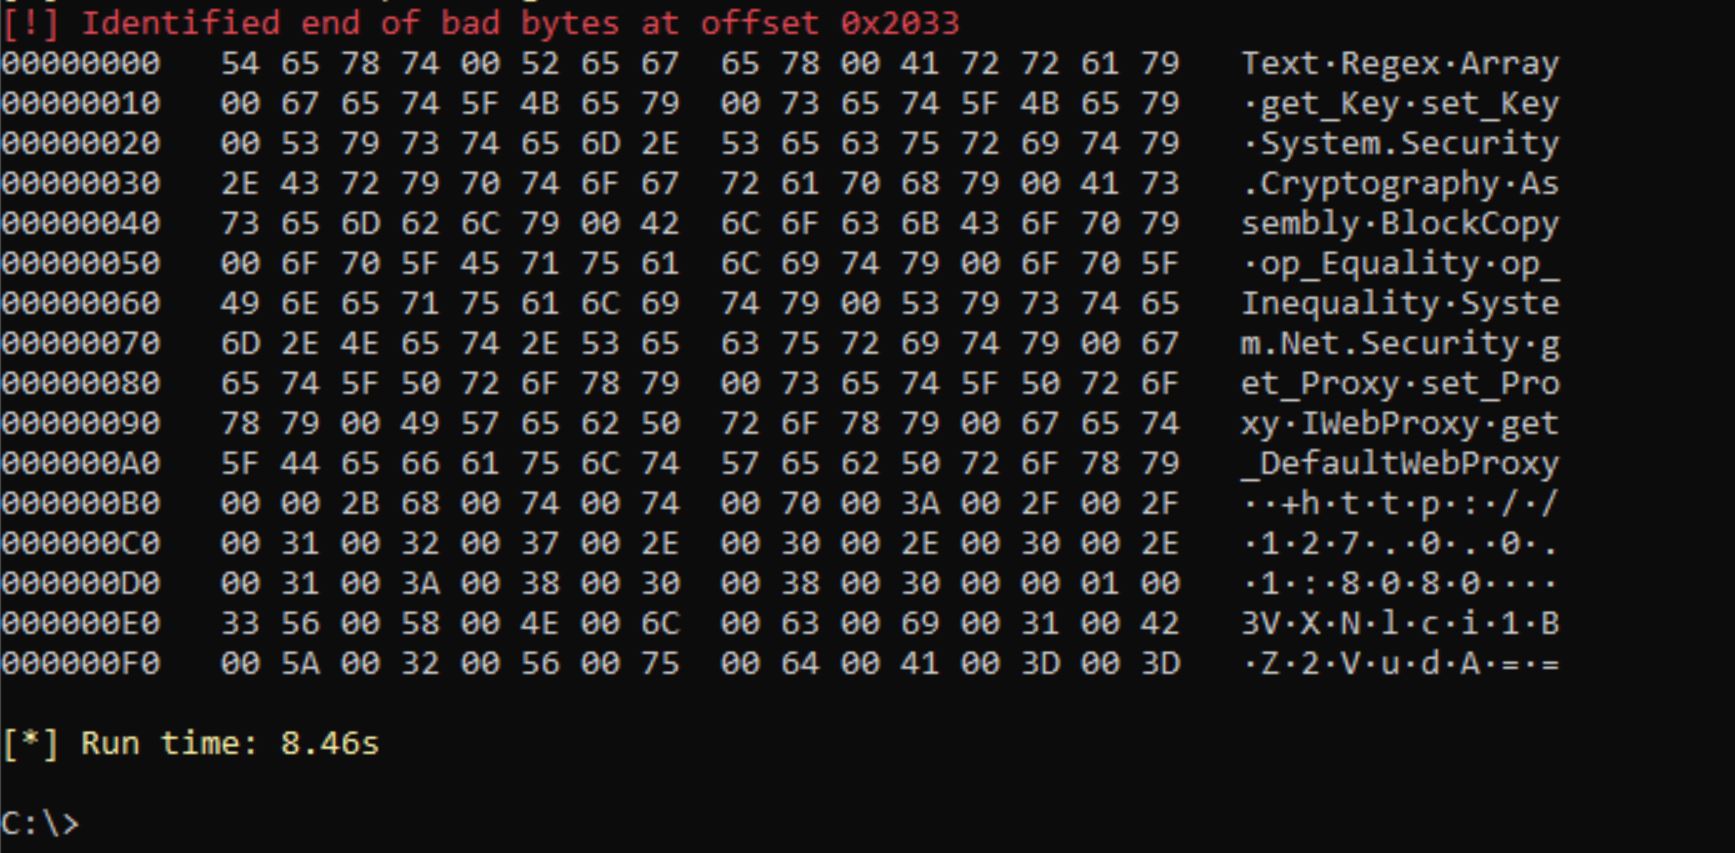 [!] Identified end of bad bytes at offset 0x2033
00000000   54 65 78 74 00 52 65 67  65 78 00 41 72 72 61 79   Text·Regex·Array
00000010   00 67 65 74 5F 4B 65 79  00 73 65 74 5F 4B 65 79   ·get_Key·set_Key
00000020   00 53 79 73 74 65 6D 2E  53 65 63 75 72 69 74 79   ·System.Security
00000030   2E 43 72 79 70 74 6F 67  72 61 70 68 79 00 41 73   .Cryptography·As
00000040   73 65 6D 62 6C 79 00 42  6C 6F 63 6B 43 6F 70 79   sembly·BlockCopy
00000050   00 6F 70 5F 45 71 75 61  6C 69 74 79 00 6F 70 5F   ·op_Equality·op_
00000060   49 6E 65 71 75 61 6C 69  74 79 00 53 79 73 74 65   Inequality·Syste
00000070   6D 2E 4E 65 74 2E 53 65  63 75 72 69 74 79 00 67   m.Net.Security·g
00000080   65 74 5F 50 72 6F 78 79  00 73 65 74 5F 50 72 6F   et_Proxy·set_Pro
00000090   78 79 00 49 57 65 62 50  72 6F 78 79 00 67 65 74   xy·IWebProxy·get
000000A0   5F 44 65 66 61 75 6C 74  57 65 62 50 72 6F 78 79   _DefaultWebProxy
000000B0   00 00 2B 68 00 74 00 74  00 70 00 3A 00 2F 00 2F   ··+h·t·t·p·:·/·/
000000C0   00 31 00 32 00 37 00 2E  00 30 00 2E 00 30 00 2E   ·1·2·7·.·0·.·0·.
000000D0   00 31 00 3A 00 38 00 30  00 38 00 30 00 00 01 00   ·1·:·8·0·8·0····
000000E0   33 56 00 58 00 4E 00 6C  00 63 00 69 00 31 00 42   3V·X·N·l·c·i·1·B
000000F0   00 5A 00 32 00 56 00 75  00 64 00 41 00 3D 00 3D   ·Z·2·V·u·d·A·=·=
[*] Run time: 8.46s
C:\>